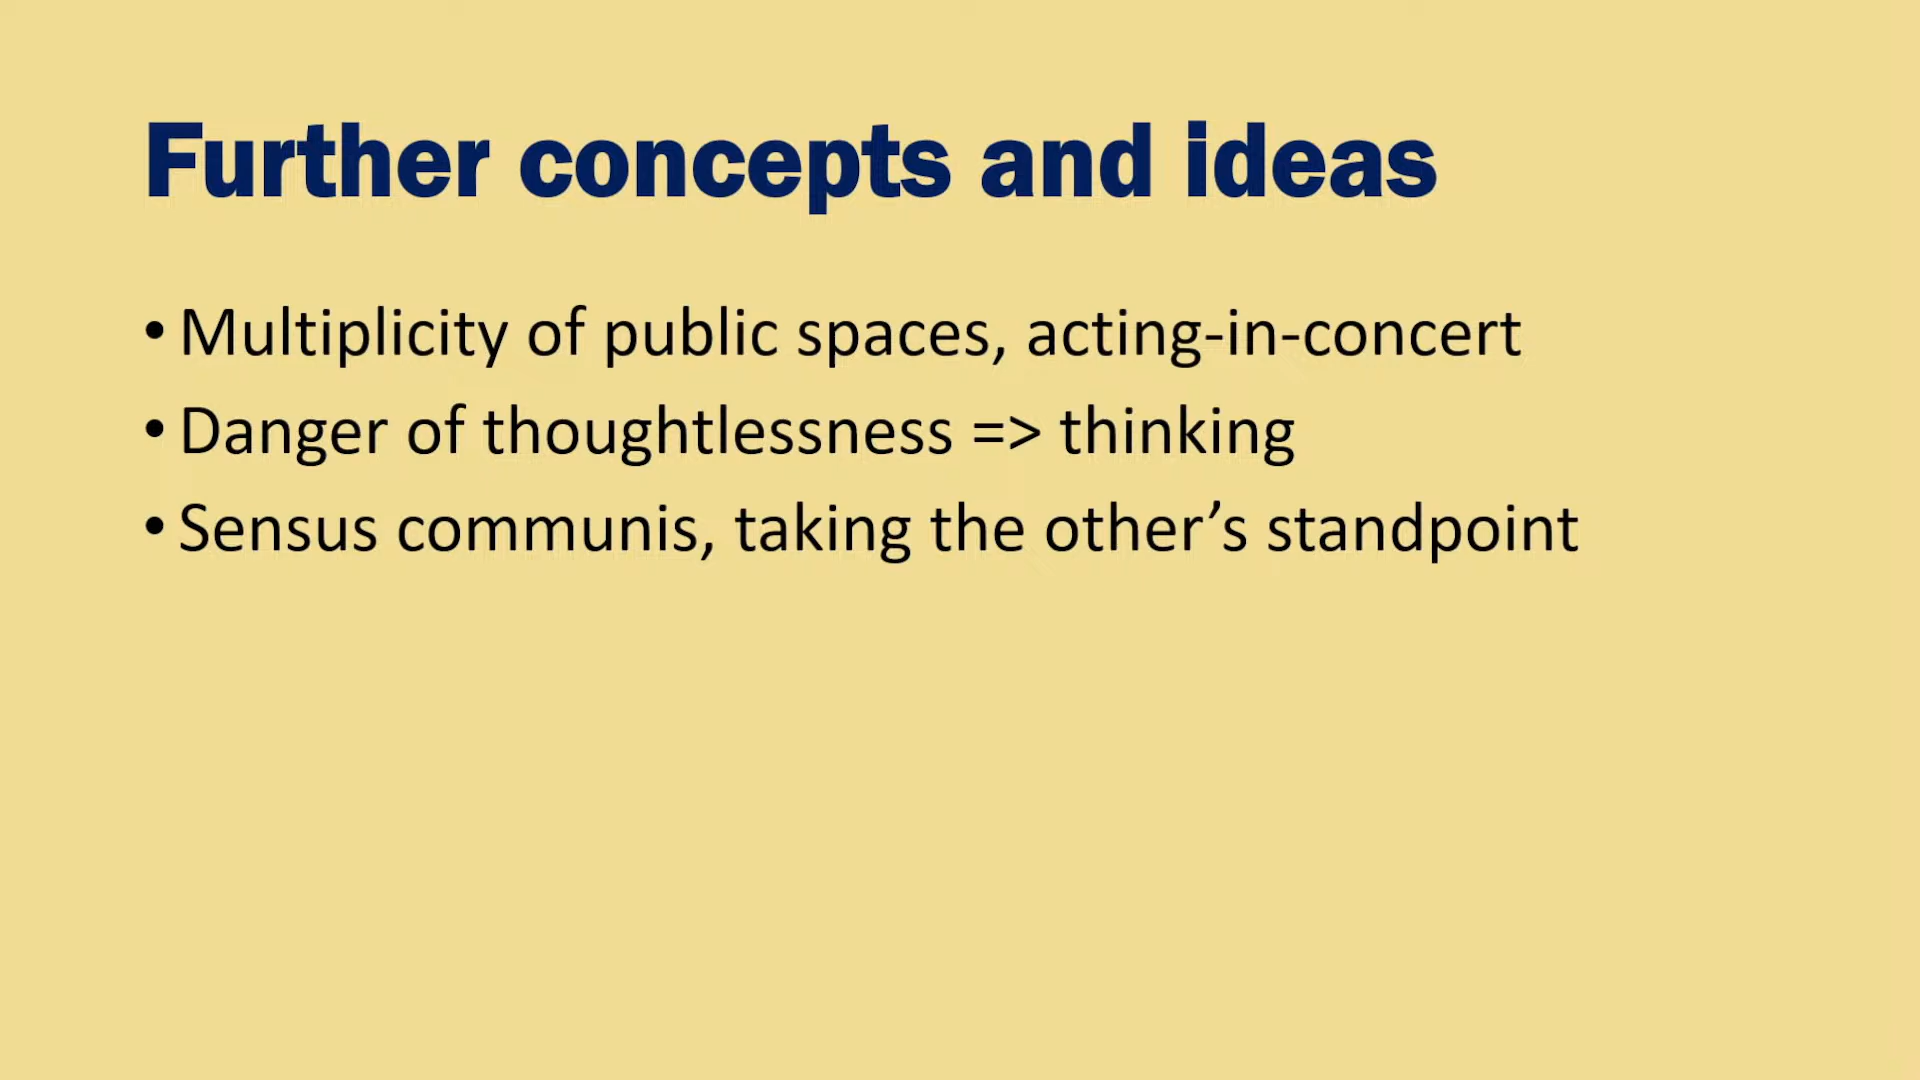 Further concepts and ideas
• Multiplicity of public spaces, acting-in-concert
• Danger of thoughtlessness => thinking
• Sensus communis, taking the other’s standpoint